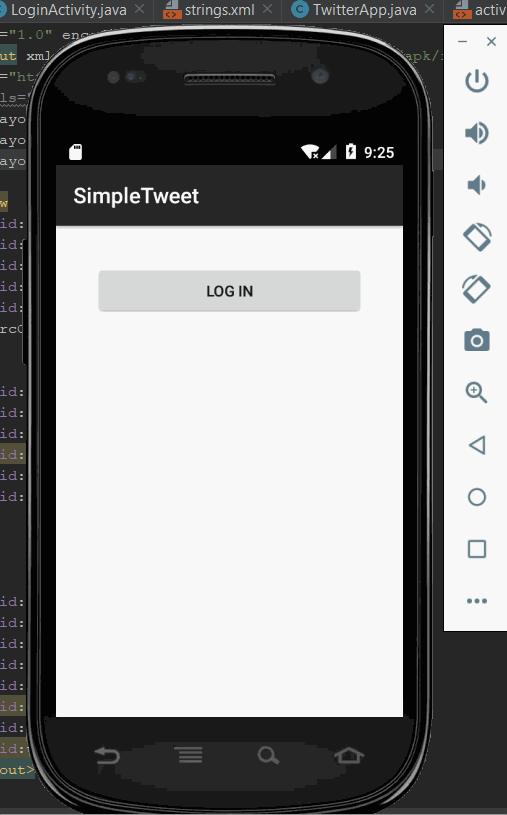 LoginActivity.java
strings.xml
TwitterApp.java
activ
="1.0" enc
out xml
apk/r
="ht
ls="
ayo
ayo
ayo
w
id:
id:
id:
id:
id:
rcC
id:
id:
id:
id:
id:
id:
id:
id:
id:
id:
id:
id:
id:
id:
out>
9:25
SimpleTweet
LOG IN